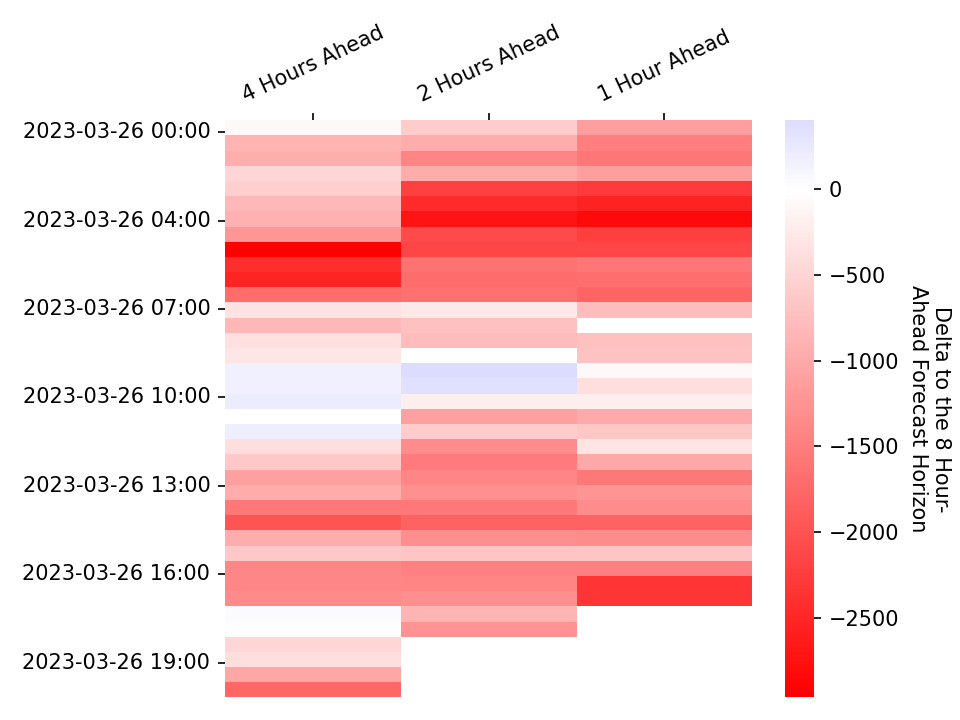 4 Hours Ahead
2 Hours Ahead
1 Hour Ahead
2023-03-26 00:00
2023-03-26 04:00
2023-03-26 07:00
2023-03-26 10:00
2023-03-26 13:00
2023-03-26 16:00
2023-03-26 19:00
0
−500
−1000
−1500
−2000
−2500
Delta to the 8 Hour-
Ahead Forecast Horizon